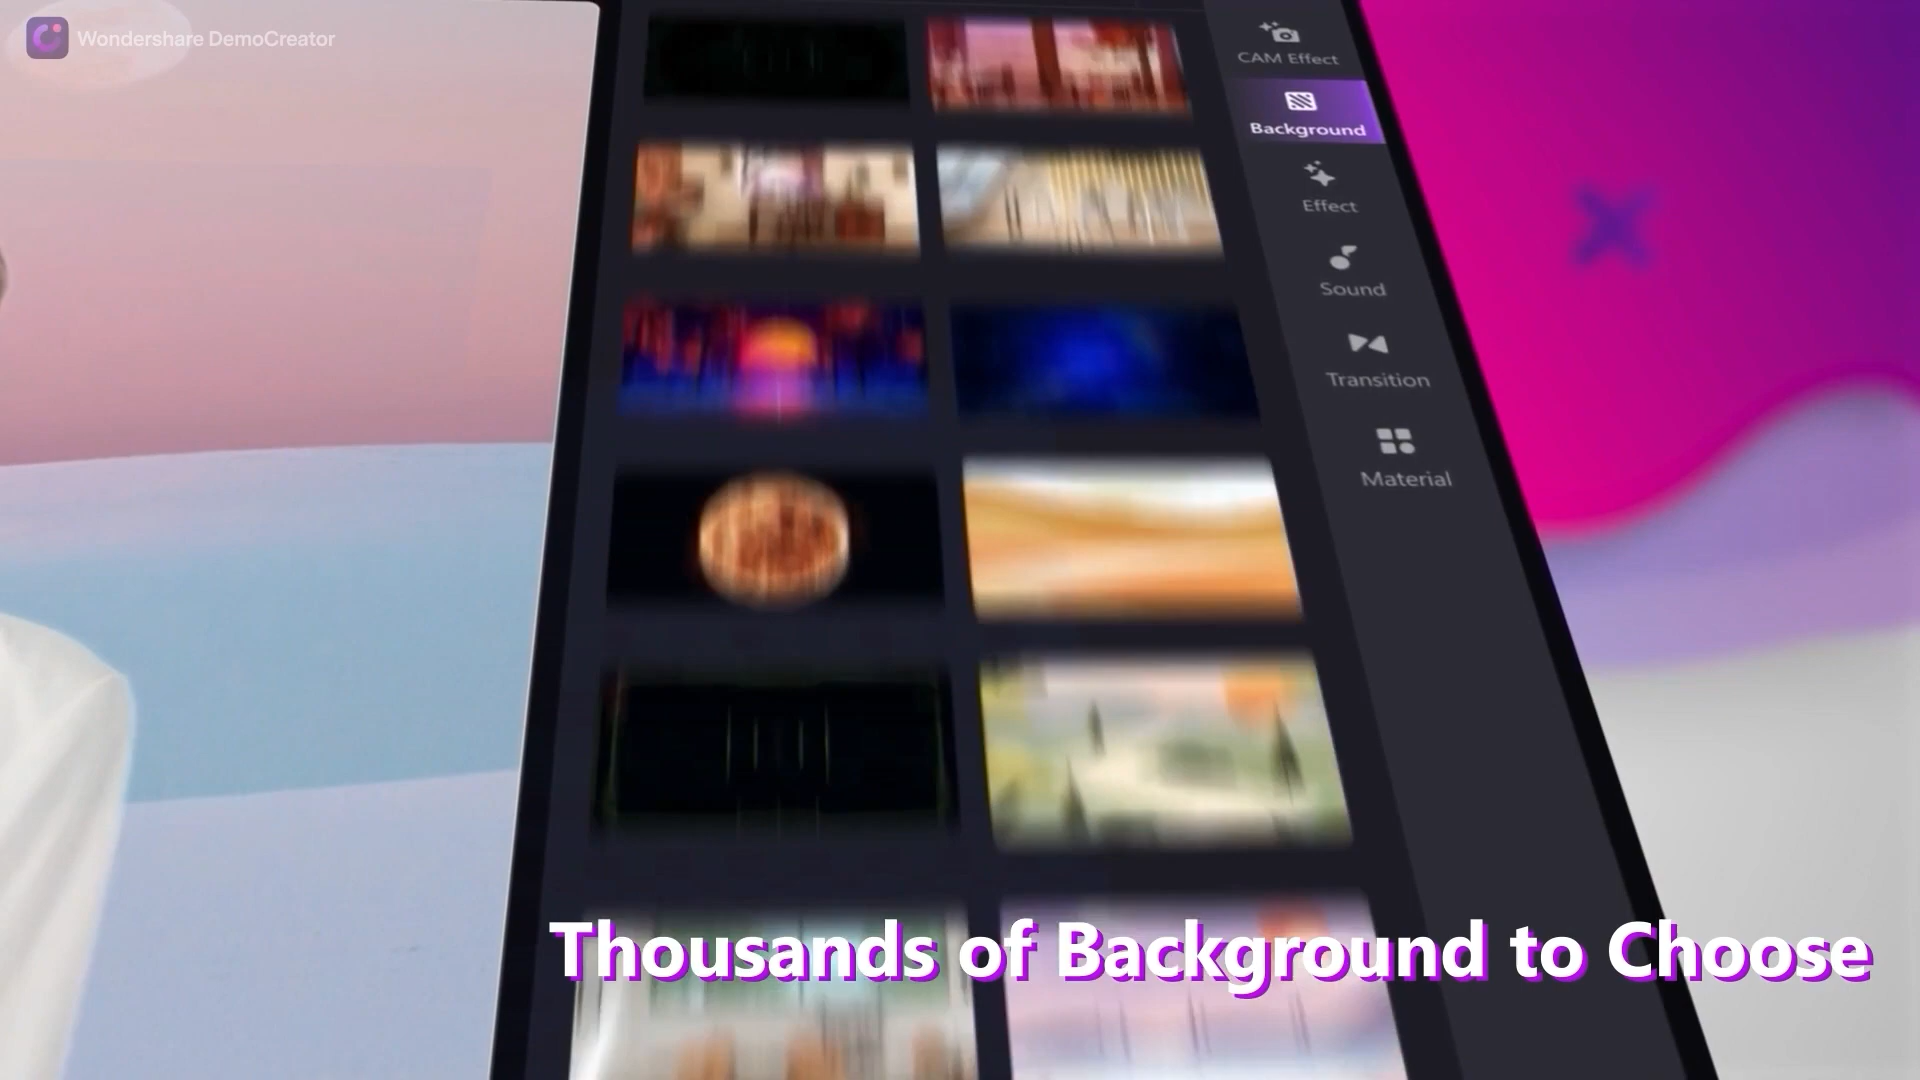 Wondershare DemoCreator
CAM Effect
Background
Effect
Sound
Transition
Material
Thousands of Background to Choose